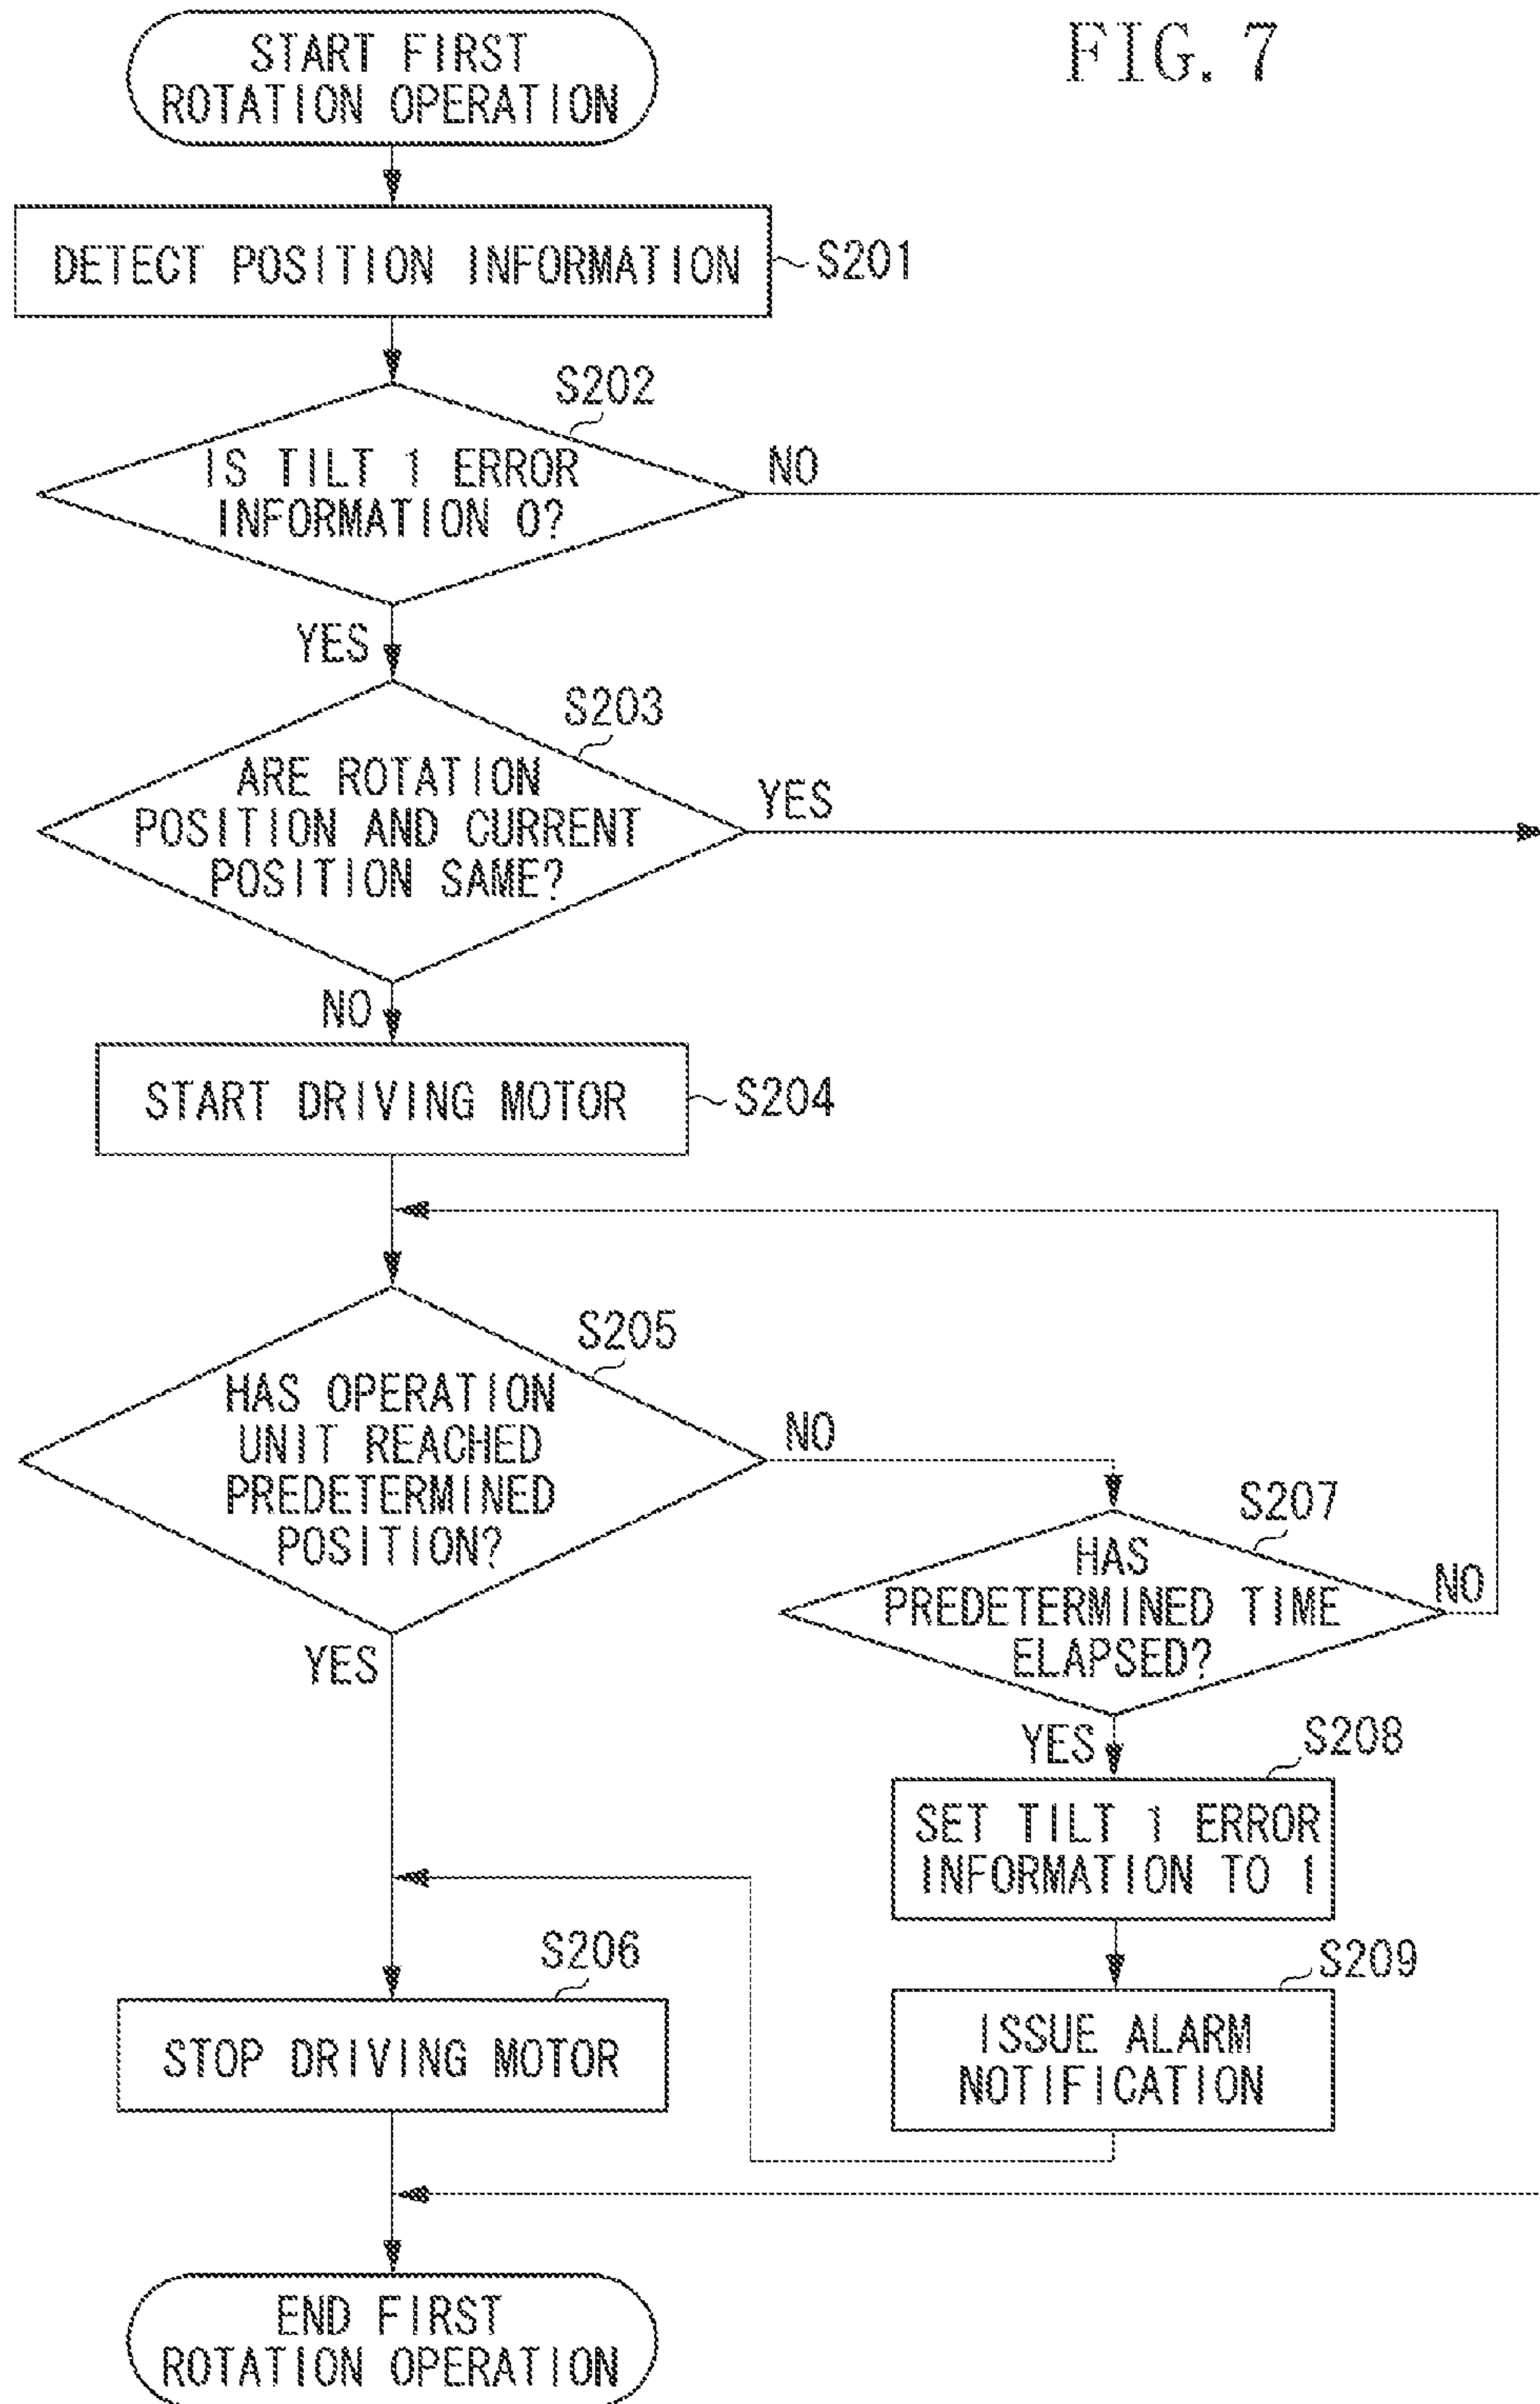 FIG. 7
START FIRST
ROTATION OPERATION
DETECT POSITION INFORMATION
S201
S202
IS TILT 1 ERROR
INFORMATION 0?
NO
YES
S203
ARE ROTATION
POSITION AND CURRENT
POSITION SAME?
YES
NO
START DRIVING MOTOR
S204
S205
HAS OPERATION
UNIT REACHED
PREDETERMINED
POSITION?
NO
YES
S207
HAS
PREDETERMINED TIME
ELAPSED?
NO
YES
S208
SET TILT 1 ERROR
INFORMATION TO 1
S209
ISSUE ALARM
NOTIFICATION
S206
STOP DRIVING MOTOR
END FIRST
ROTATION OPERATION